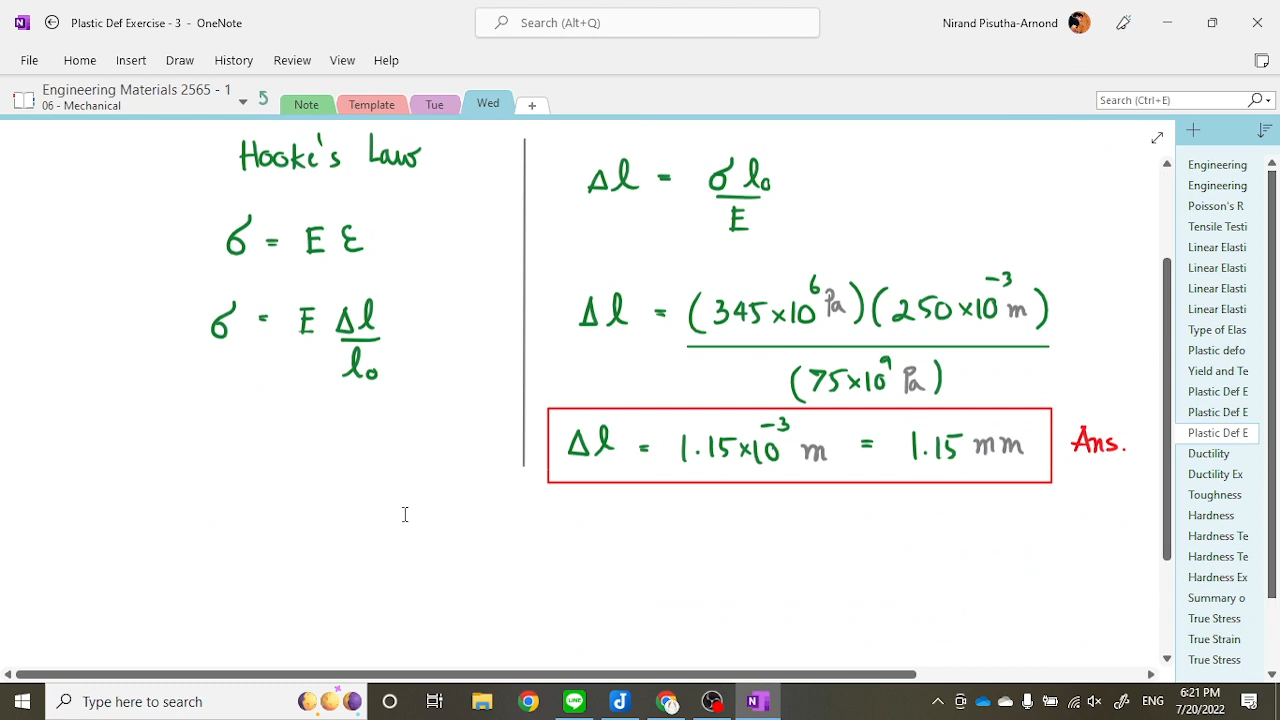 Plastic Def Exercise - 3 - OneNote
Search (Alt+Q)
Nirand Pisutha-Arnond
File Home Insert Draw History Review View Help
Engineering Materials 2565 - 1
06 - Mechanical
Note Template Tue Wed +
Search (Ctrl+E)
Hooke's Law
σ = E ε
σ = E Δl
l₀
Δl = σ l₀
E
Δl = (345×10⁶ Pa)(250×10⁻³ m)
(75×10⁹ Pa)
Δl = 1.15×10⁻³ m = 1.15 mm Ans.
Engineering
Engineering
Poisson's R
Tensile Testi
Linear Elasti
Linear Elasti
Linear Elasti
Linear Elasti
Type of Elas
Plastic defo
Yield and Te
Plastic Def E
Plastic Def E
Plastic Def E
Ductility
Ductility Ex
Toughness
Hardness
Hardness Te
Hardness Te
Hardness Ex
Summary o
True Stress
True Strain
True Stress
Type here to search
LINE
ENG
6:21 PM
7/20/2022